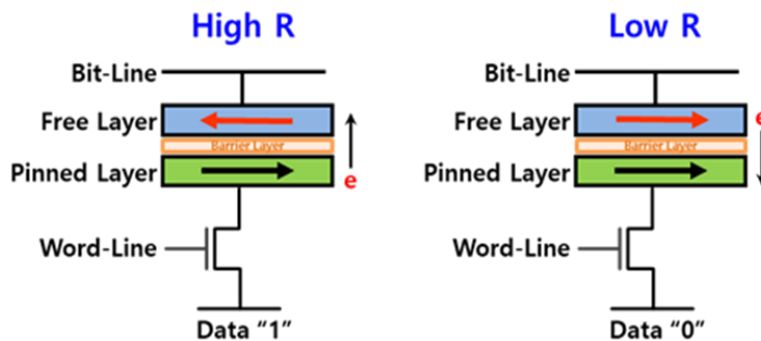 High R
Low R
Bit-Line
Free Layer
Barrier Layer
Pinned Layer
e
Word-Line
Data “1”
Bit-Line
Free Layer
e
Barrier Layer
Pinned Layer
Word-Line
Data “0”